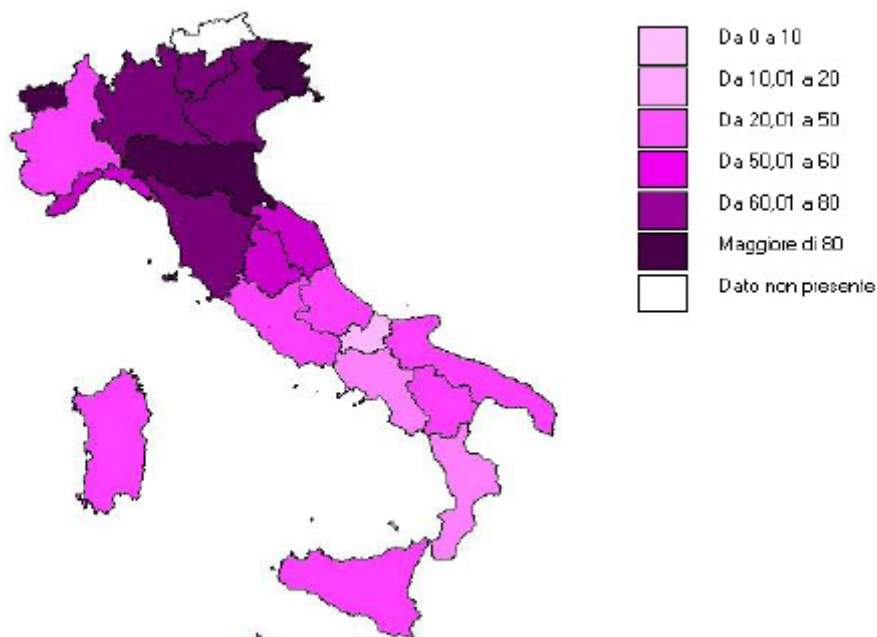 Da 0 a 10
Da 10,01 a 20
Da 20,01 a 50
Da 50,01 a 60
Da 60,01 a 80
Maggiore di 80
Dato non presente